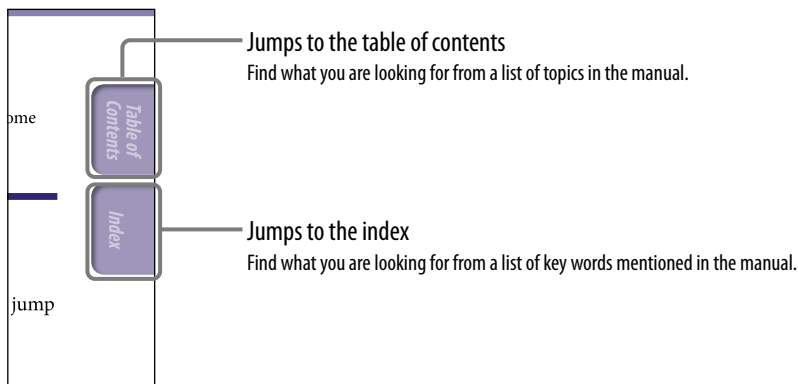 Jumps to the table of contents
Find what you are looking for from a list of topics in the manual.
Table of
Contents
Index
Jumps to the index
Find what you are looking for from a list of key words mentioned in the manual.
jump